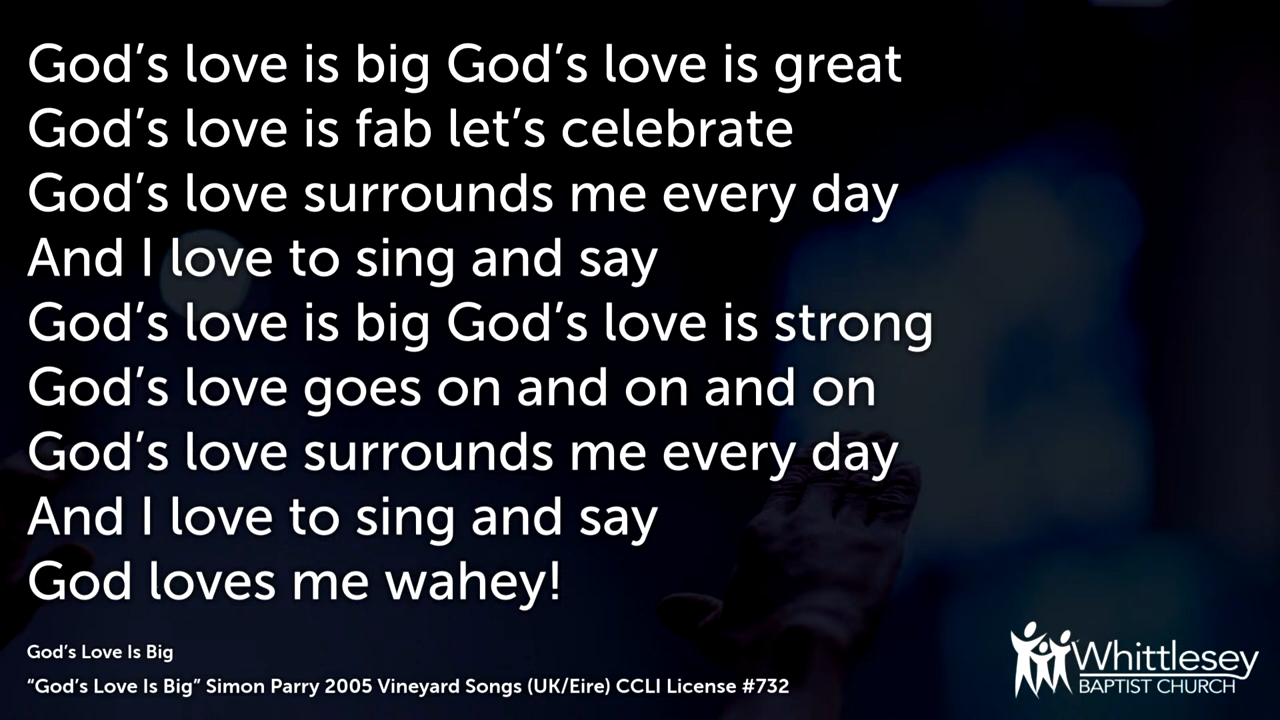 God’s love is big God’s love is great
God’s love is fab let’s celebrate
God’s love surrounds me every day
And I love to sing and say
God’s love is big God’s love is strong
God’s love goes on and on and on
God’s love surrounds me every day
And I love to sing and say
God loves me wahey!
God’s Love Is Big
“God’s Love Is Big” Simon Parry 2005 Vineyard Songs (UK/Eire) CCLI License #732
Whittlesey
BAPTIST CHURCH